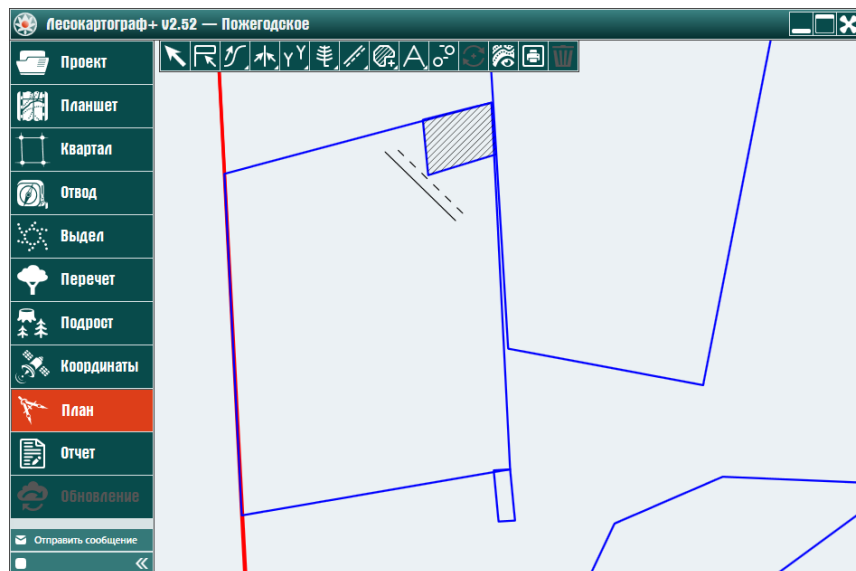 Лесокартограф+ v2.52 — Пожегодское
Проект
Планшет
Квартал
Отвод
Выдел
Перечет
Подрост
Координаты
План
Отчет
Обновление
Отправить сообщение